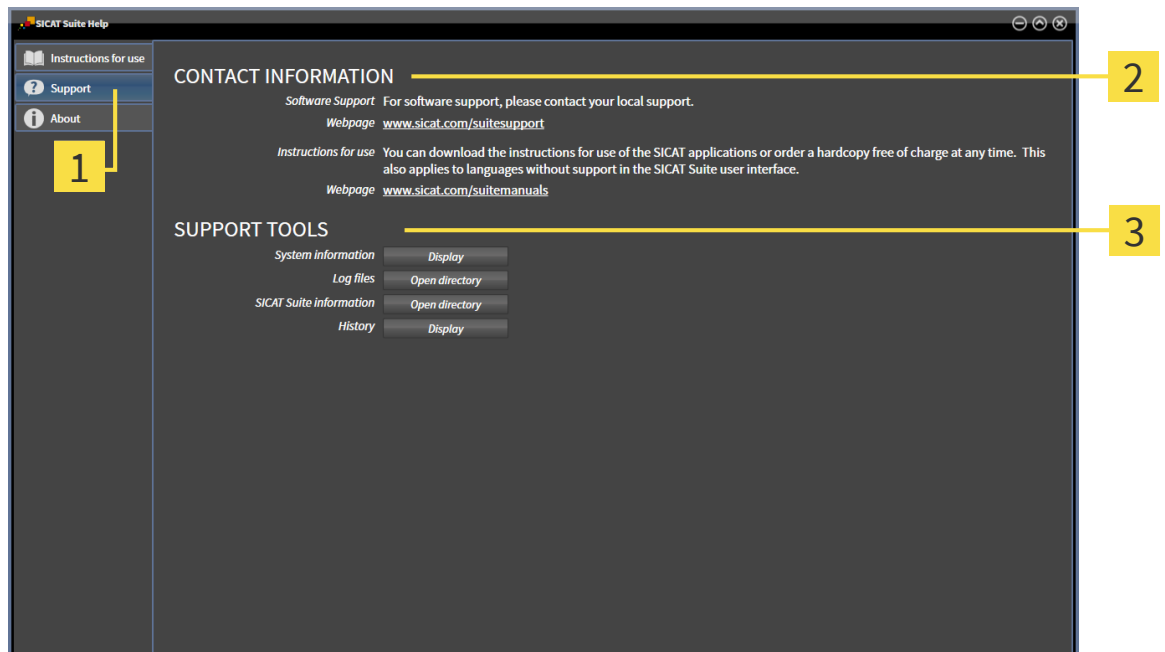 SICAT Suite Help
Instructions for use
Support
About
1
CONTACT INFORMATION
2
Software Support For software support, please contact your local support.
Webpage www.sicat.com/suitesupport
Instructions for use You can download the instructions for use of the SICAT applications or order a hardcopy free of charge at any time. This
also applies to languages without support in the SICAT Suite user interface.
Webpage www.sicat.com/suitemanuals
SUPPORT TOOLS
3
System information Display
Log files Open directory
SICAT Suite information Open directory
History Display